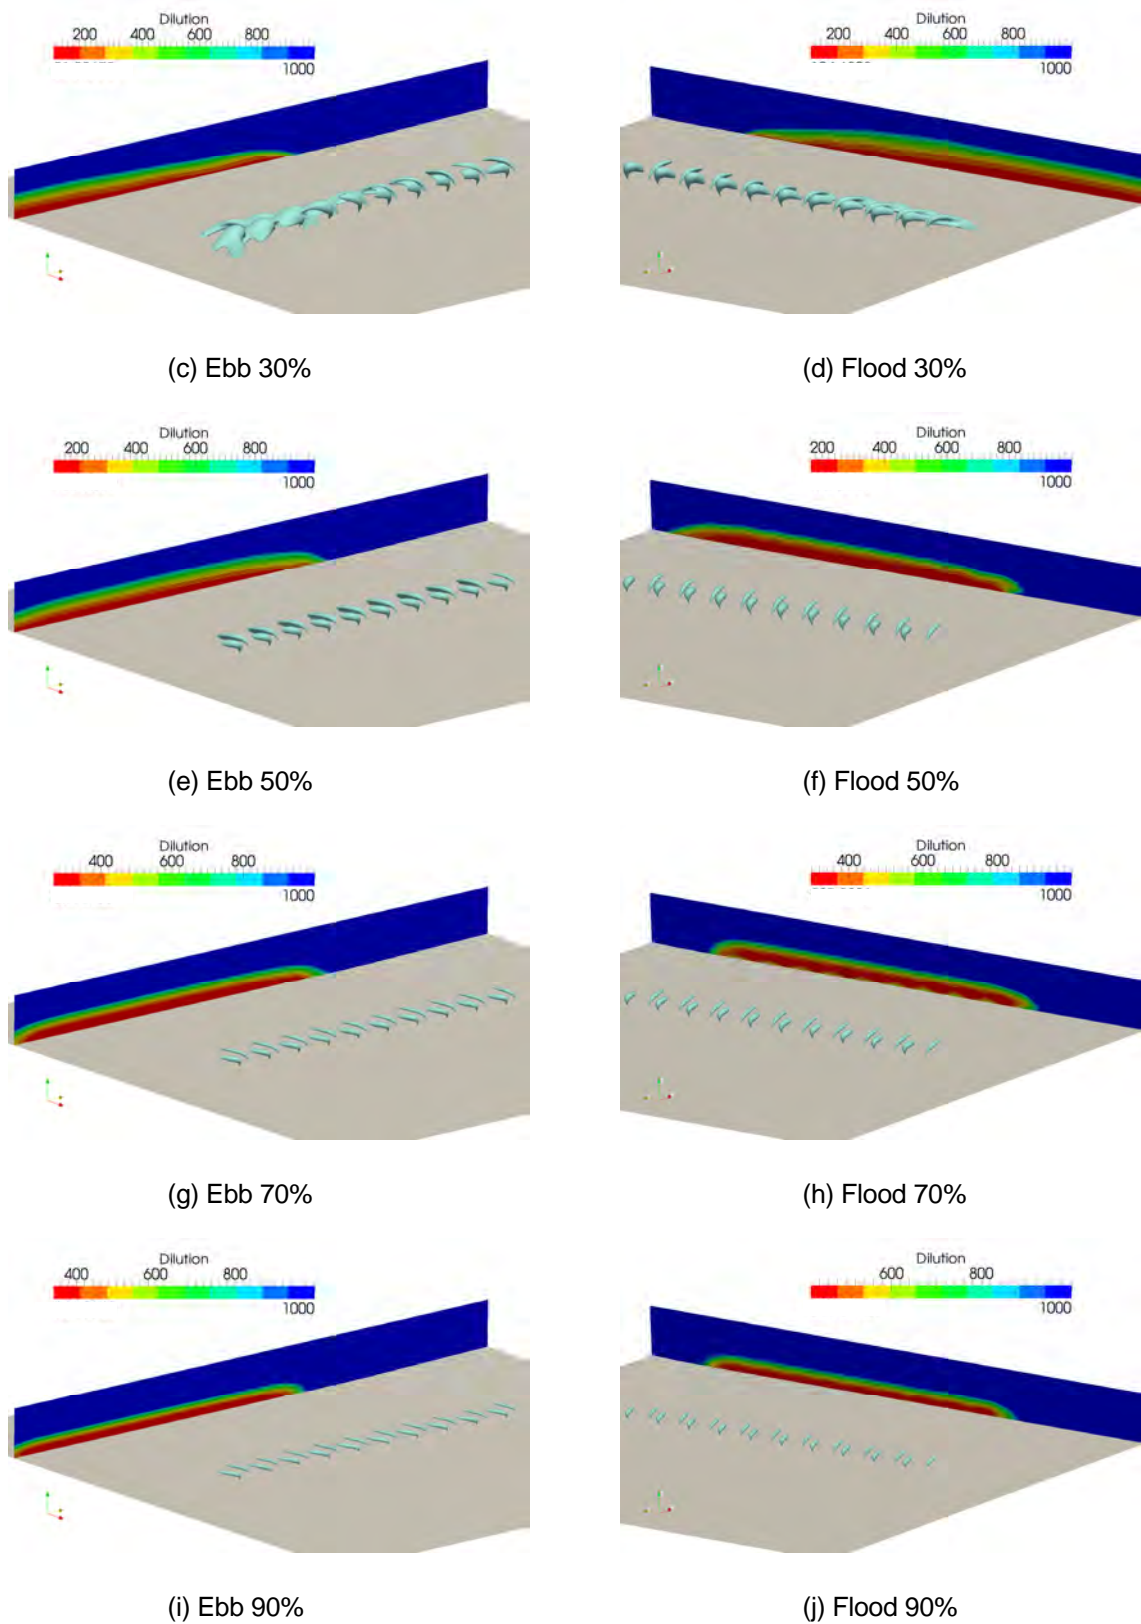 Dilution
200 400 600 800
1000
Dilution
200 400 600 800
1000
(c) Ebb 30%
(d) Flood 30%
Dilution
200 400 600 800
1000
Dilution
200 400 600 800
1000
(e) Ebb 50%
(f) Flood 50%
Dilution
400 600 800
1000
Dilution
400 600 800
1000
(g) Ebb 70%
(h) Flood 70%
Dilution
400 600 800
1000
Dilution
600 800
1000
(i) Ebb 90%
(j) Flood 90%